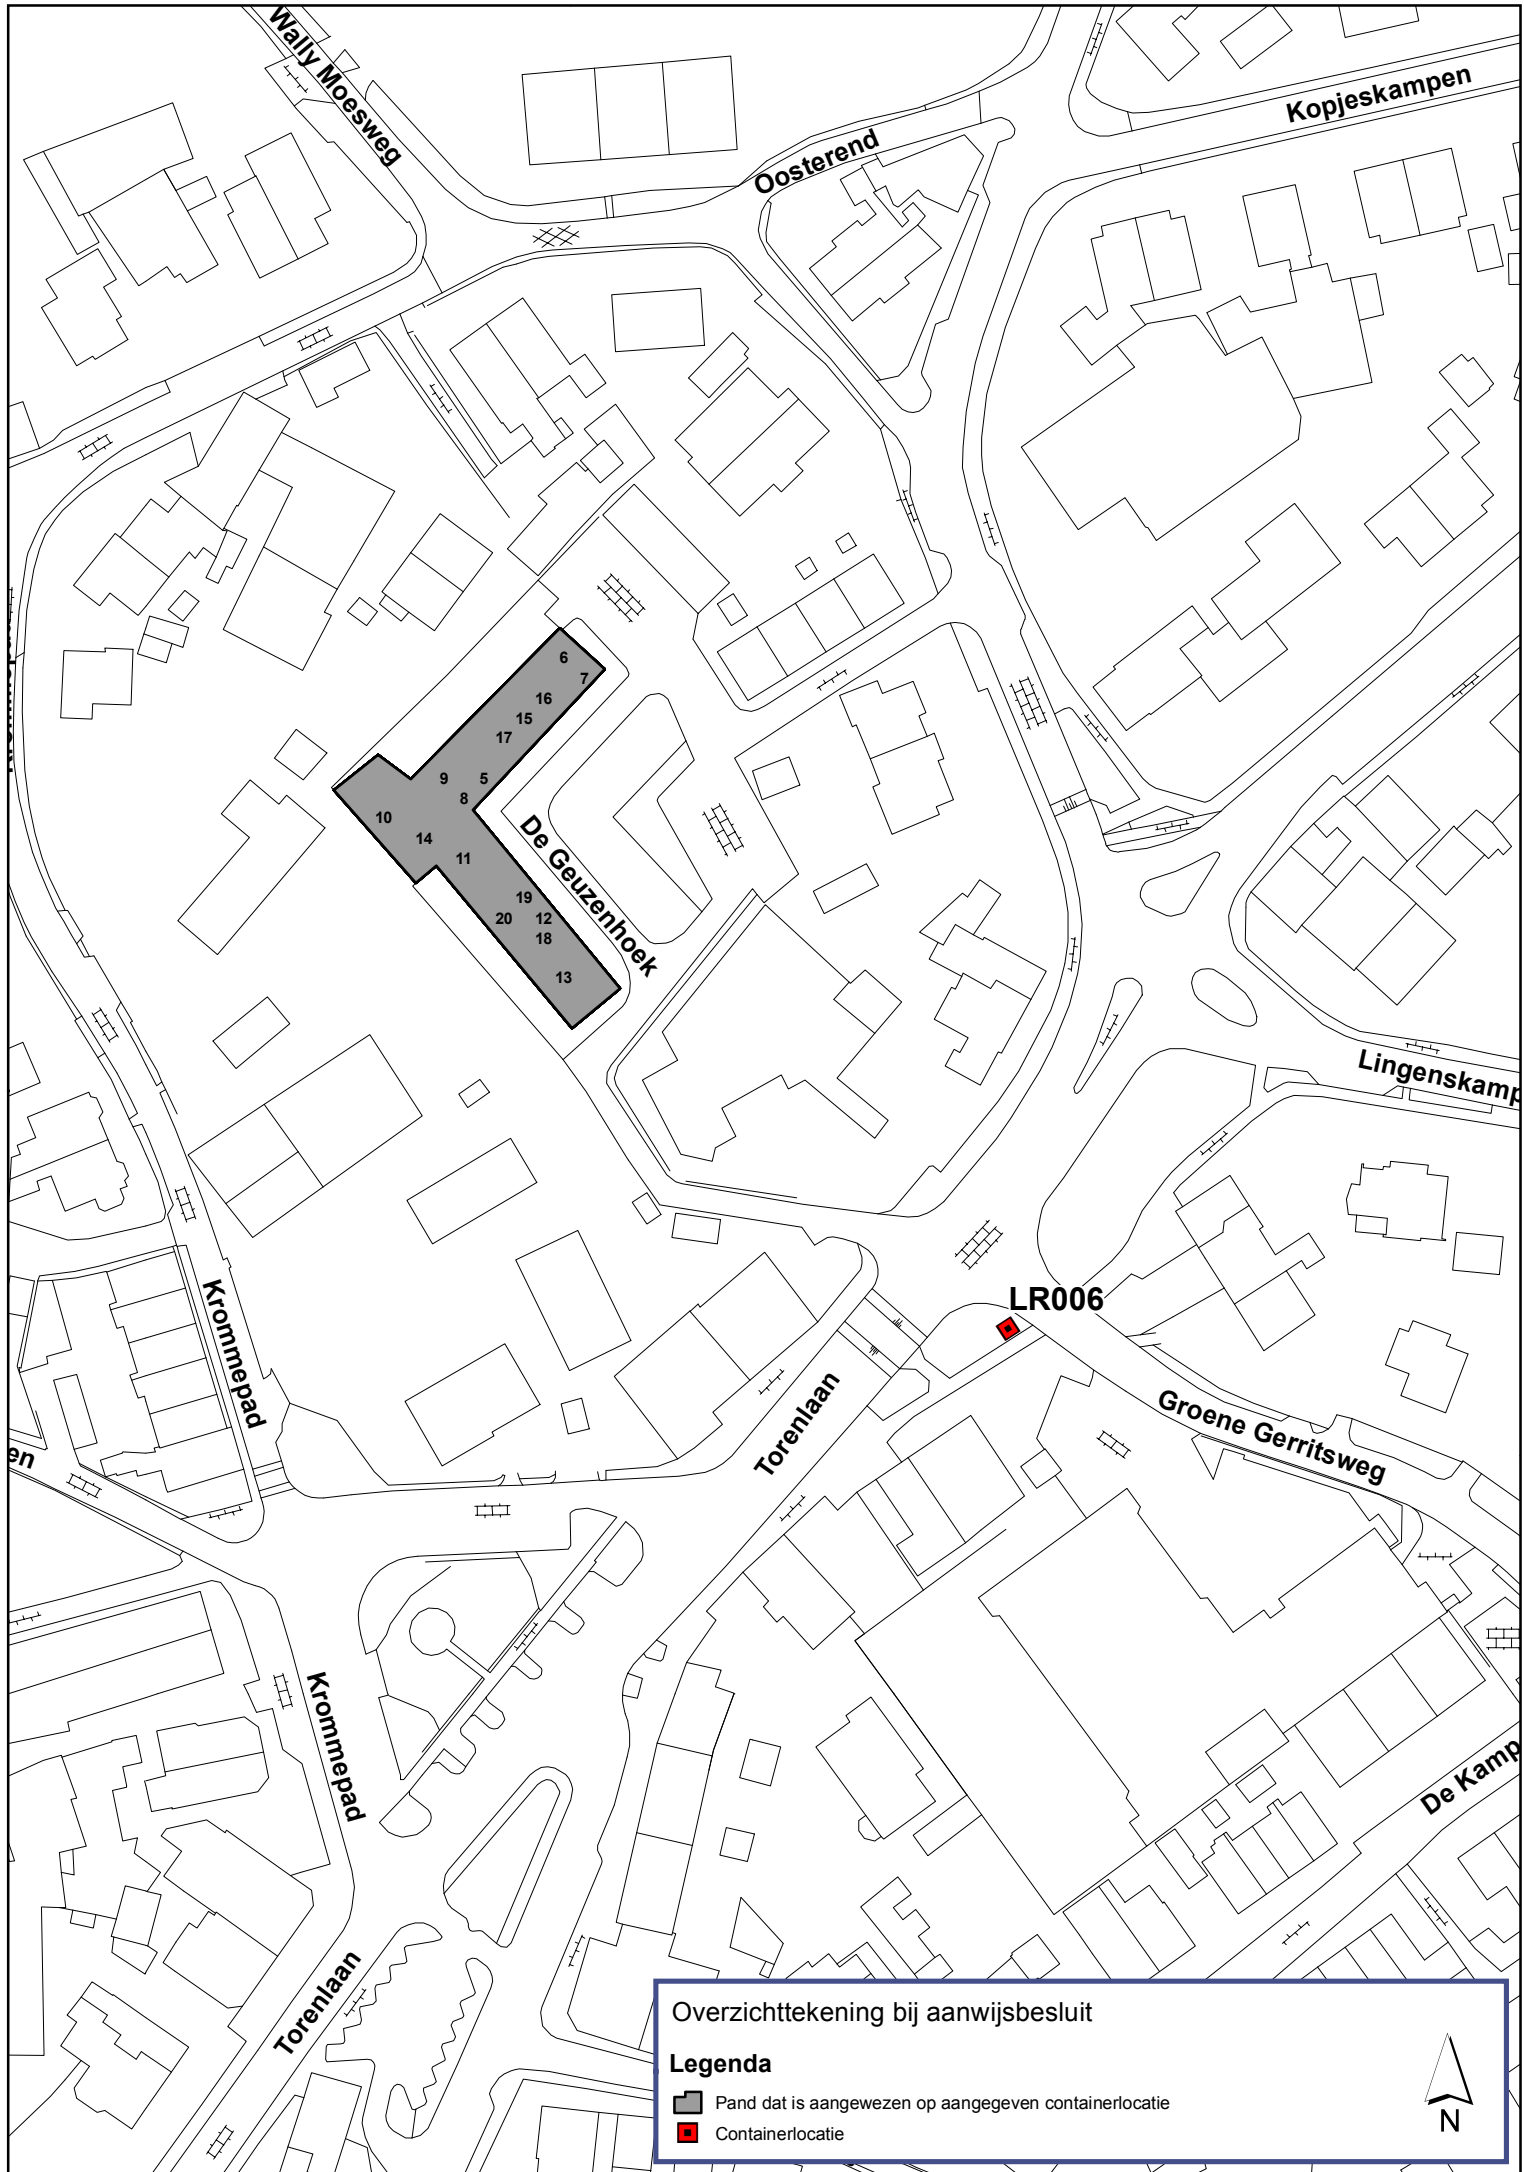 Wally Moesweg
Kopjeskampen
Oosterend
6
7
16
15
17
9
5
8
10
14
11
19
20
12
18
13
De Geuzenhoek
Lingenskamp
LR006
Krommepad
Torenlaan
Groene Gerritsweg
en
Krommepad
De Kamp
Torenlaan
Overzichttekening bij aanwijsbesluit
Legenda
Pand dat is aangewezen op aangegeven containerlocatie
Containerlocatie
N